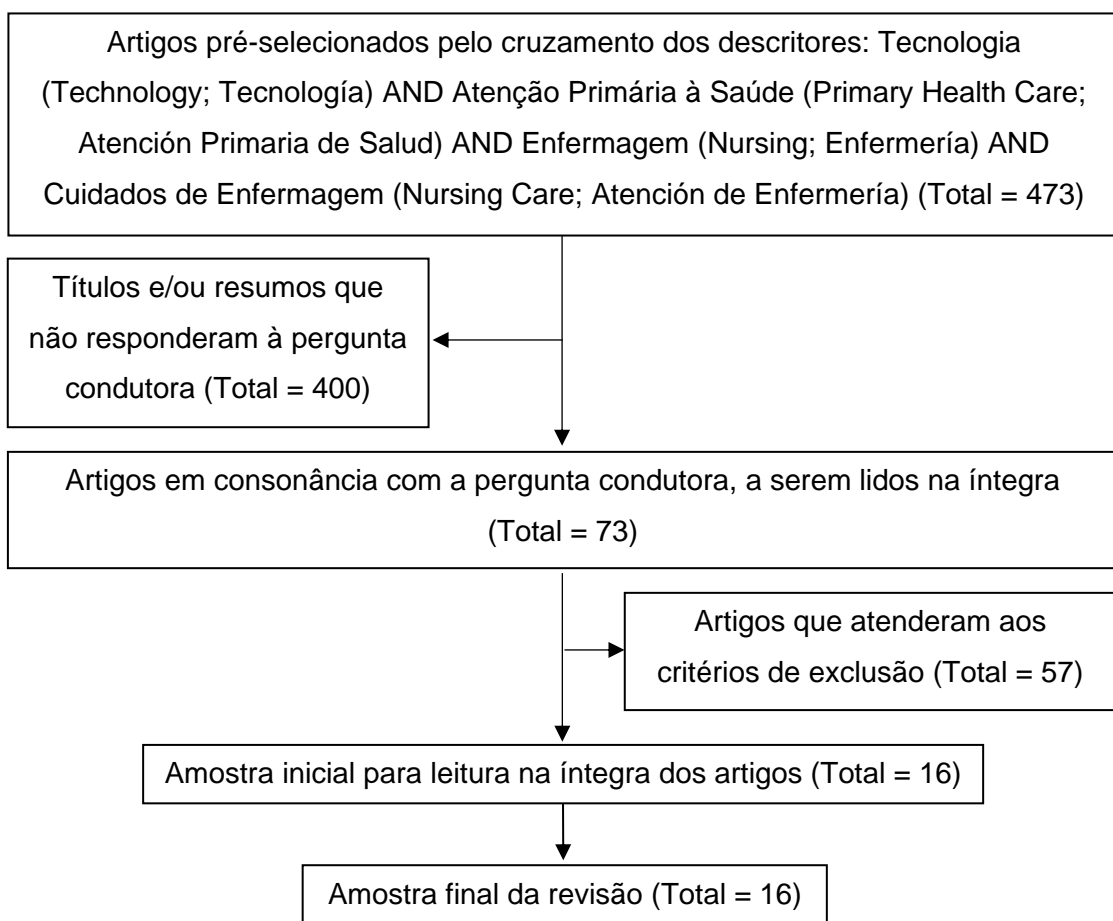 Artigos pré-selecionados pelo cruzamento dos descritores: Tecnologia
(Technology; Tecnología) AND Atenção Primária à Saúde (Primary Health Care;
Atención Primaria de Salud) AND Enfermagem (Nursing; Enfermería) AND
Cuidados de Enfermagem (Nursing Care; Atención de Enfermería) (Total = 473)
Títulos e/ou resumos que
não responderam à pergunta
condutora (Total = 400)
Artigos em consonância com a pergunta condutora, a serem lidos na íntegra
(Total = 73)
Artigos que atenderam aos
critérios de exclusão (Total = 57)
Amostra inicial para leitura na íntegra dos artigos (Total = 16)
Amostra final da revisão (Total = 16)